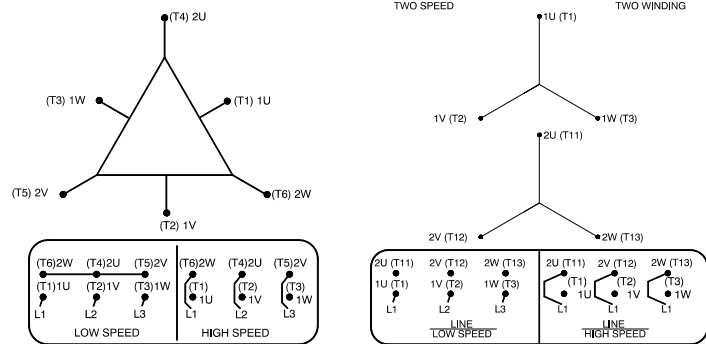 (T4) 2U
(T3) 1W
(T1) 1U
(T5) 2V
(T6) 2W
(T2) 1V
(T6)2W (T4)2U (T5)2V
(T1)1U (T2)1V (T3)1W
L1 L2 L3
LOW SPEED
(T6)2W (T4)2U (T5)2V
(T1) (T2) (T3)
1U 1V 1W
L1 L2 L3
HIGH SPEED
TWO SPEED TWO WINDING
1U (T1)
1V (T2) 1W (T3)
2U (T11)
2V (T12) 2W (T13)
2U (T11) 2V (T12) 2W (T13)
1U (T1) 1V (T2) 1W (T3)
L1 L2 L3
LINE
LOW SPEED
2U (T11) 2V (T12) 2W (T13)
(T1) (T2) (T3)
1U 1V 1W
L1 L1 L1
LINE
HIGH SPEED